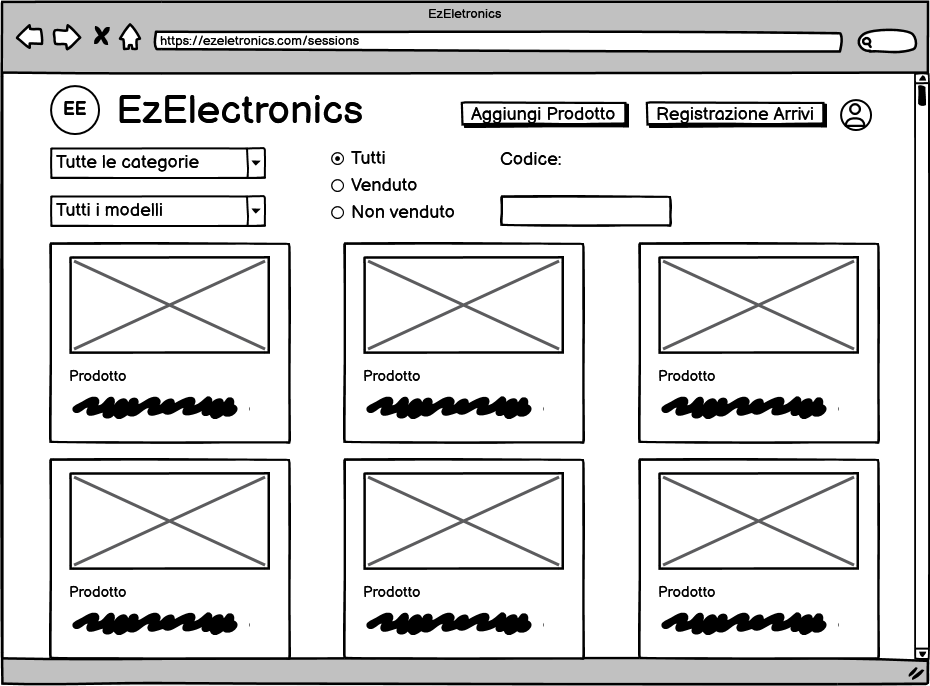 EzEletronics
https://ezeletronics.com/sessions
EE
EzElectronics
Aggiungi Prodotto
Registrazione Arrivi
Tutte le categorie
Tutti
Codice:
Venduto
Tutti i modelli
Non venduto
Prodotto
Prodotto
Prodotto
Prodotto
Prodotto
Prodotto